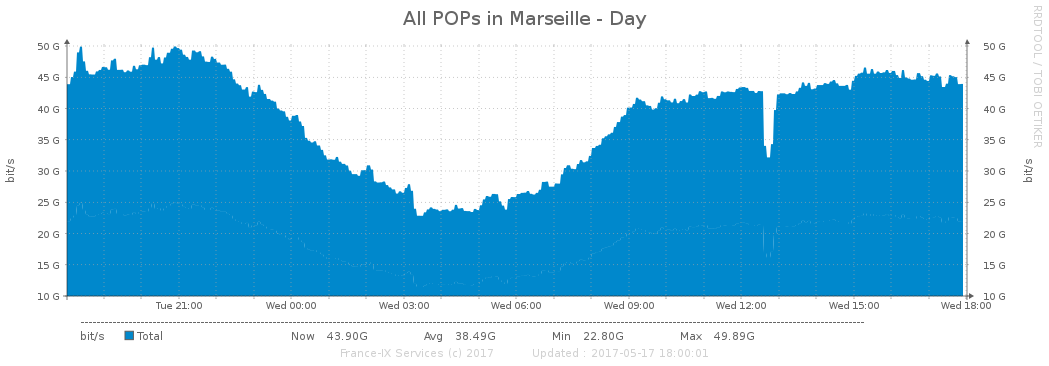 All POPs in Marseille - Day
RRDTOOL / TOBI OETIKER
bit/s
50 G 50 G
45 G 45 G
40 G 40 G
35 G 35 G
30 G 30 G
25 G 25 G
20 G 20 G
15 G 15 G
10 G 10 G
bit/s
Tue 21:00 Wed 00:00 Wed 03:00 Wed 06:00 Wed 09:00 Wed 12:00 Wed 15:00 Wed 18:00
bit/s Total Now 43.90G Avg 38.49G Min 22.80G Max 49.89G
France-IX Services (c) 2017 Updated : 2017-05-17 18:00:01